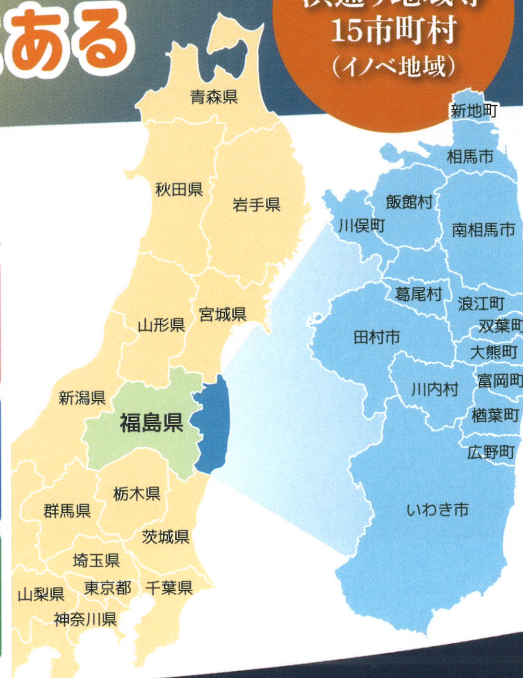 ある
15市町村
（イノベ地域）
青森県
秋田県
岩手県
山形県
宮城県
新潟県
福島県
群馬県
栃木県
茨城県
埼玉県
山梨県
東京都
千葉県
神奈川県
新地町
相馬市
飯館村
川俣町
南相馬市
葛尾村
浪江町
双葉町
田村市
大熊町
富岡町
川内村
楢葉町
広野町
いわき市